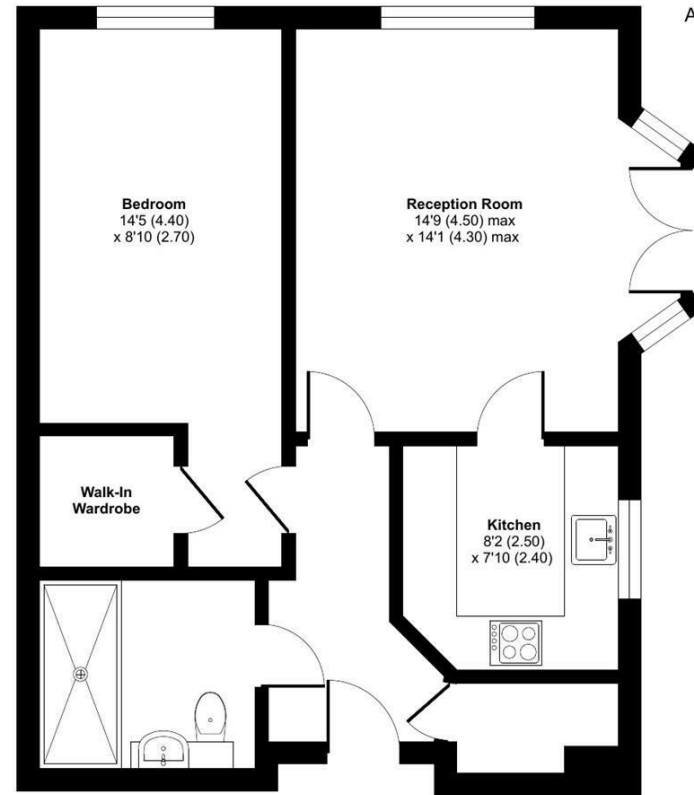 A
Bedroom
14'5 (4.40)
x 8'10 (2.70)
Reception Room
14'9 (4.50) max
x 14'1 (4.30) max
Walk-In
Wardrobe
Kitchen
8'2 (2.50)
x 7'10 (2.40)